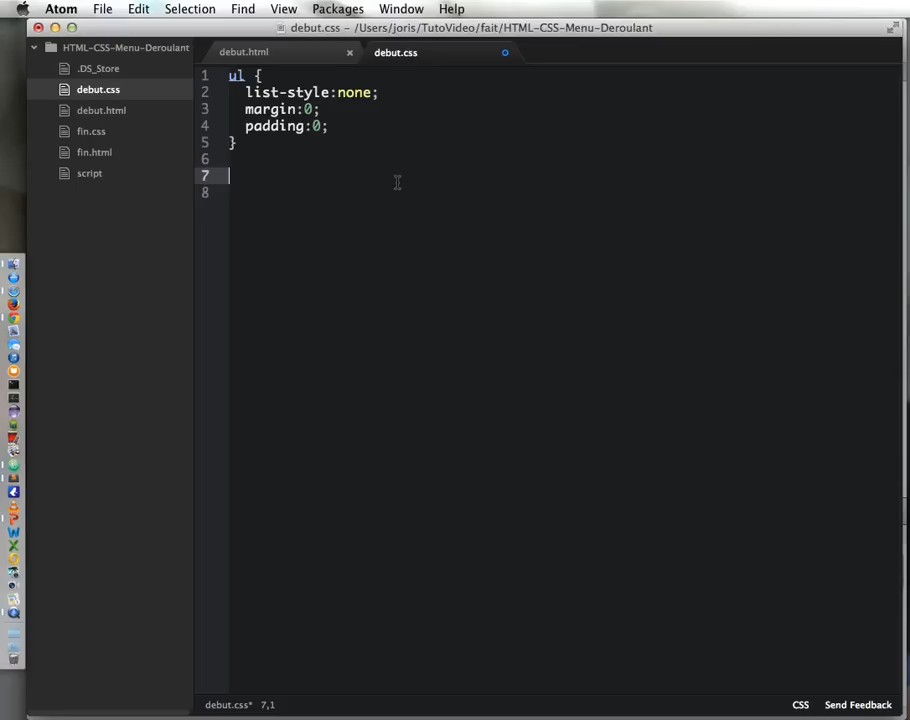 Atom File Edit View Selection Find Packages Window Help
debut.css - /Users/joris/TutoVideo/fait/HTML-CSS-Menu-Deroulant
HTML-CSS-Menu-Deroulant
.DS_Store
debut.css
debut.html
fin.css
fin.html
script
debut.html debut.css
1 ul {
2 list-style:none;
3 margin:0;
4 padding:0;
5 }
6
7
8
debut.css* 7,1 CSS Send Feedback